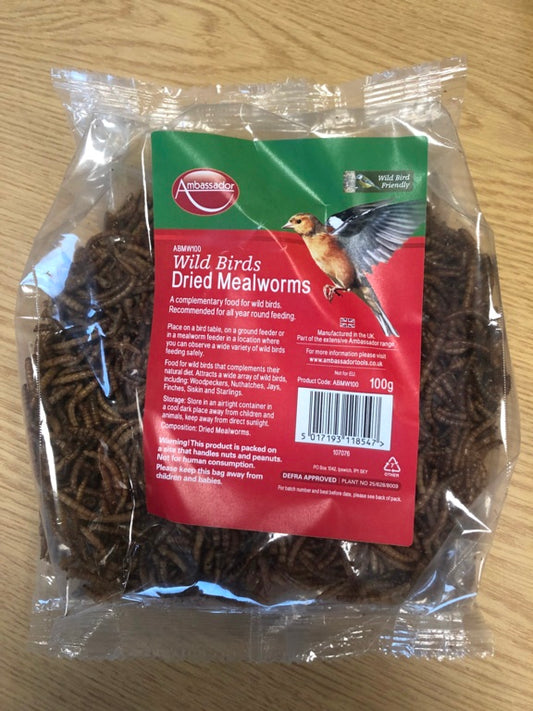 Ambassador
Wild Bird
Friendly
ABMW100
Wild Birds
Dried Mealworms
A complementary food for wild birds.
Recommended for all year round feeding.
Place on a bird table, on a ground feeder or
in a mealworm feeder in a location where
you can observe a wide variety of wild birds
feeding safely.
Food for wild birds that complements their
natural diet. Attracts a wide array of wild birds,
including: Woodpeckers, Nuthatches, Jays,
Finches, Siskin and Starlings.
Storage: Store in an airtight container in
a cool dark place away from children and
animals, keep away from direct sunlight.
Composition: Dried Mealworms.
Warning! This product is packed on
a site that handles nuts and peanuts.
Not for human consumption.
Please keep this bag away from
children and babies.
Manufactured in the UK.
Part of the extensive Ambassador range.
For more information please visit
www.ambassadortools.co.uk
Not for EU.
Product Code: ABMW100
100g
5 017193 118547
107076
PO Box 1042, Ipswich, IP1 9EY
OTHER
DEFRA APPROVED | PLANT NO 25/628/8009
For batch number and best before date, please see back of pack.